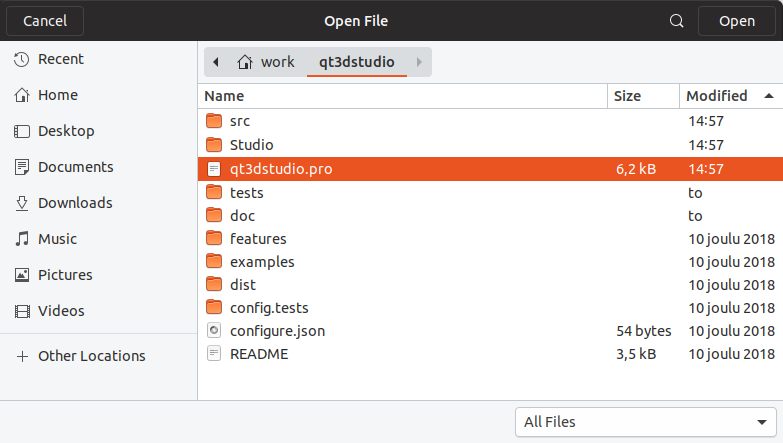 Cancel Open File Open
Recent
Home
Desktop
Documents
Downloads
Music
Pictures
Videos
Other Locations
work qt3dstudio
Name Size Modified
src 14:57
Studio 14:57
qt3dstudio.pro 6,2 kB 14:57
tests to
doc to
features 10 joulu 2018
examples 10 joulu 2018
dist 10 joulu 2018
config.tests 10 joulu 2018
configure.json 54 bytes 10 joulu 2018
README 3,5 kB 10 joulu 2018
All Files